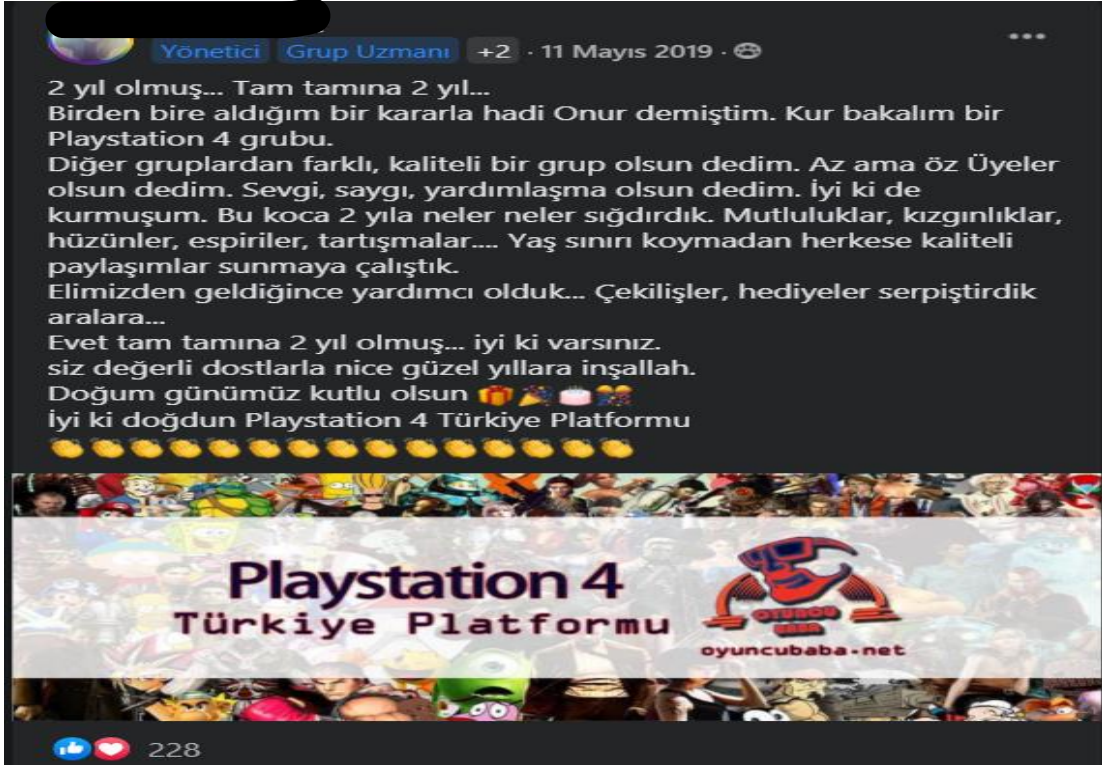 Yönetici Grup Uzmanı +2 · 11 Mayıs 2019 ·
2 yıl olmuş... Tam tamına 2 yıl...
Birden bire aldığım bir kararla hadi Onur demiştim. Kur bakalım bir
Playstation 4 grubu.
Diğer gruplardan farklı, kaliteli bir grup olsun dedim. Az ama öz Üyeler
olsun dedim. Sevgi, saygı, yardımlaşma olsun dedim. İyi ki de
kurmuşum. Bu koca 2 yıla neler neler sığdırdık. Mutluluklar, kızgınlıklar,
hüzünler, espiriler, tartışmalar.... Yaş sınırı koymadan herkese kaliteli
paylaşımlar sunmaya çalıştık.
Elimizden geldiğince yardımcı olduk... Çekilişler, hediyeler serpiştirdik
aralara...
Evet tam tamına 2 yıl olmuş... iyi ki varsınız.
siz değerli dostlarla nice güzel yıllara inşallah.
Doğum günümüz kutlu olsun 🎁🎉🎂🎊
İyi ki doğdun Playstation 4 Türkiye Platformu
👏👏👏👏👏👏👏👏👏👏👏👏👏👏👏
Playstation 4
Türkiye Platformu
OYUNCU
BABA
oyuncubaba.net
228